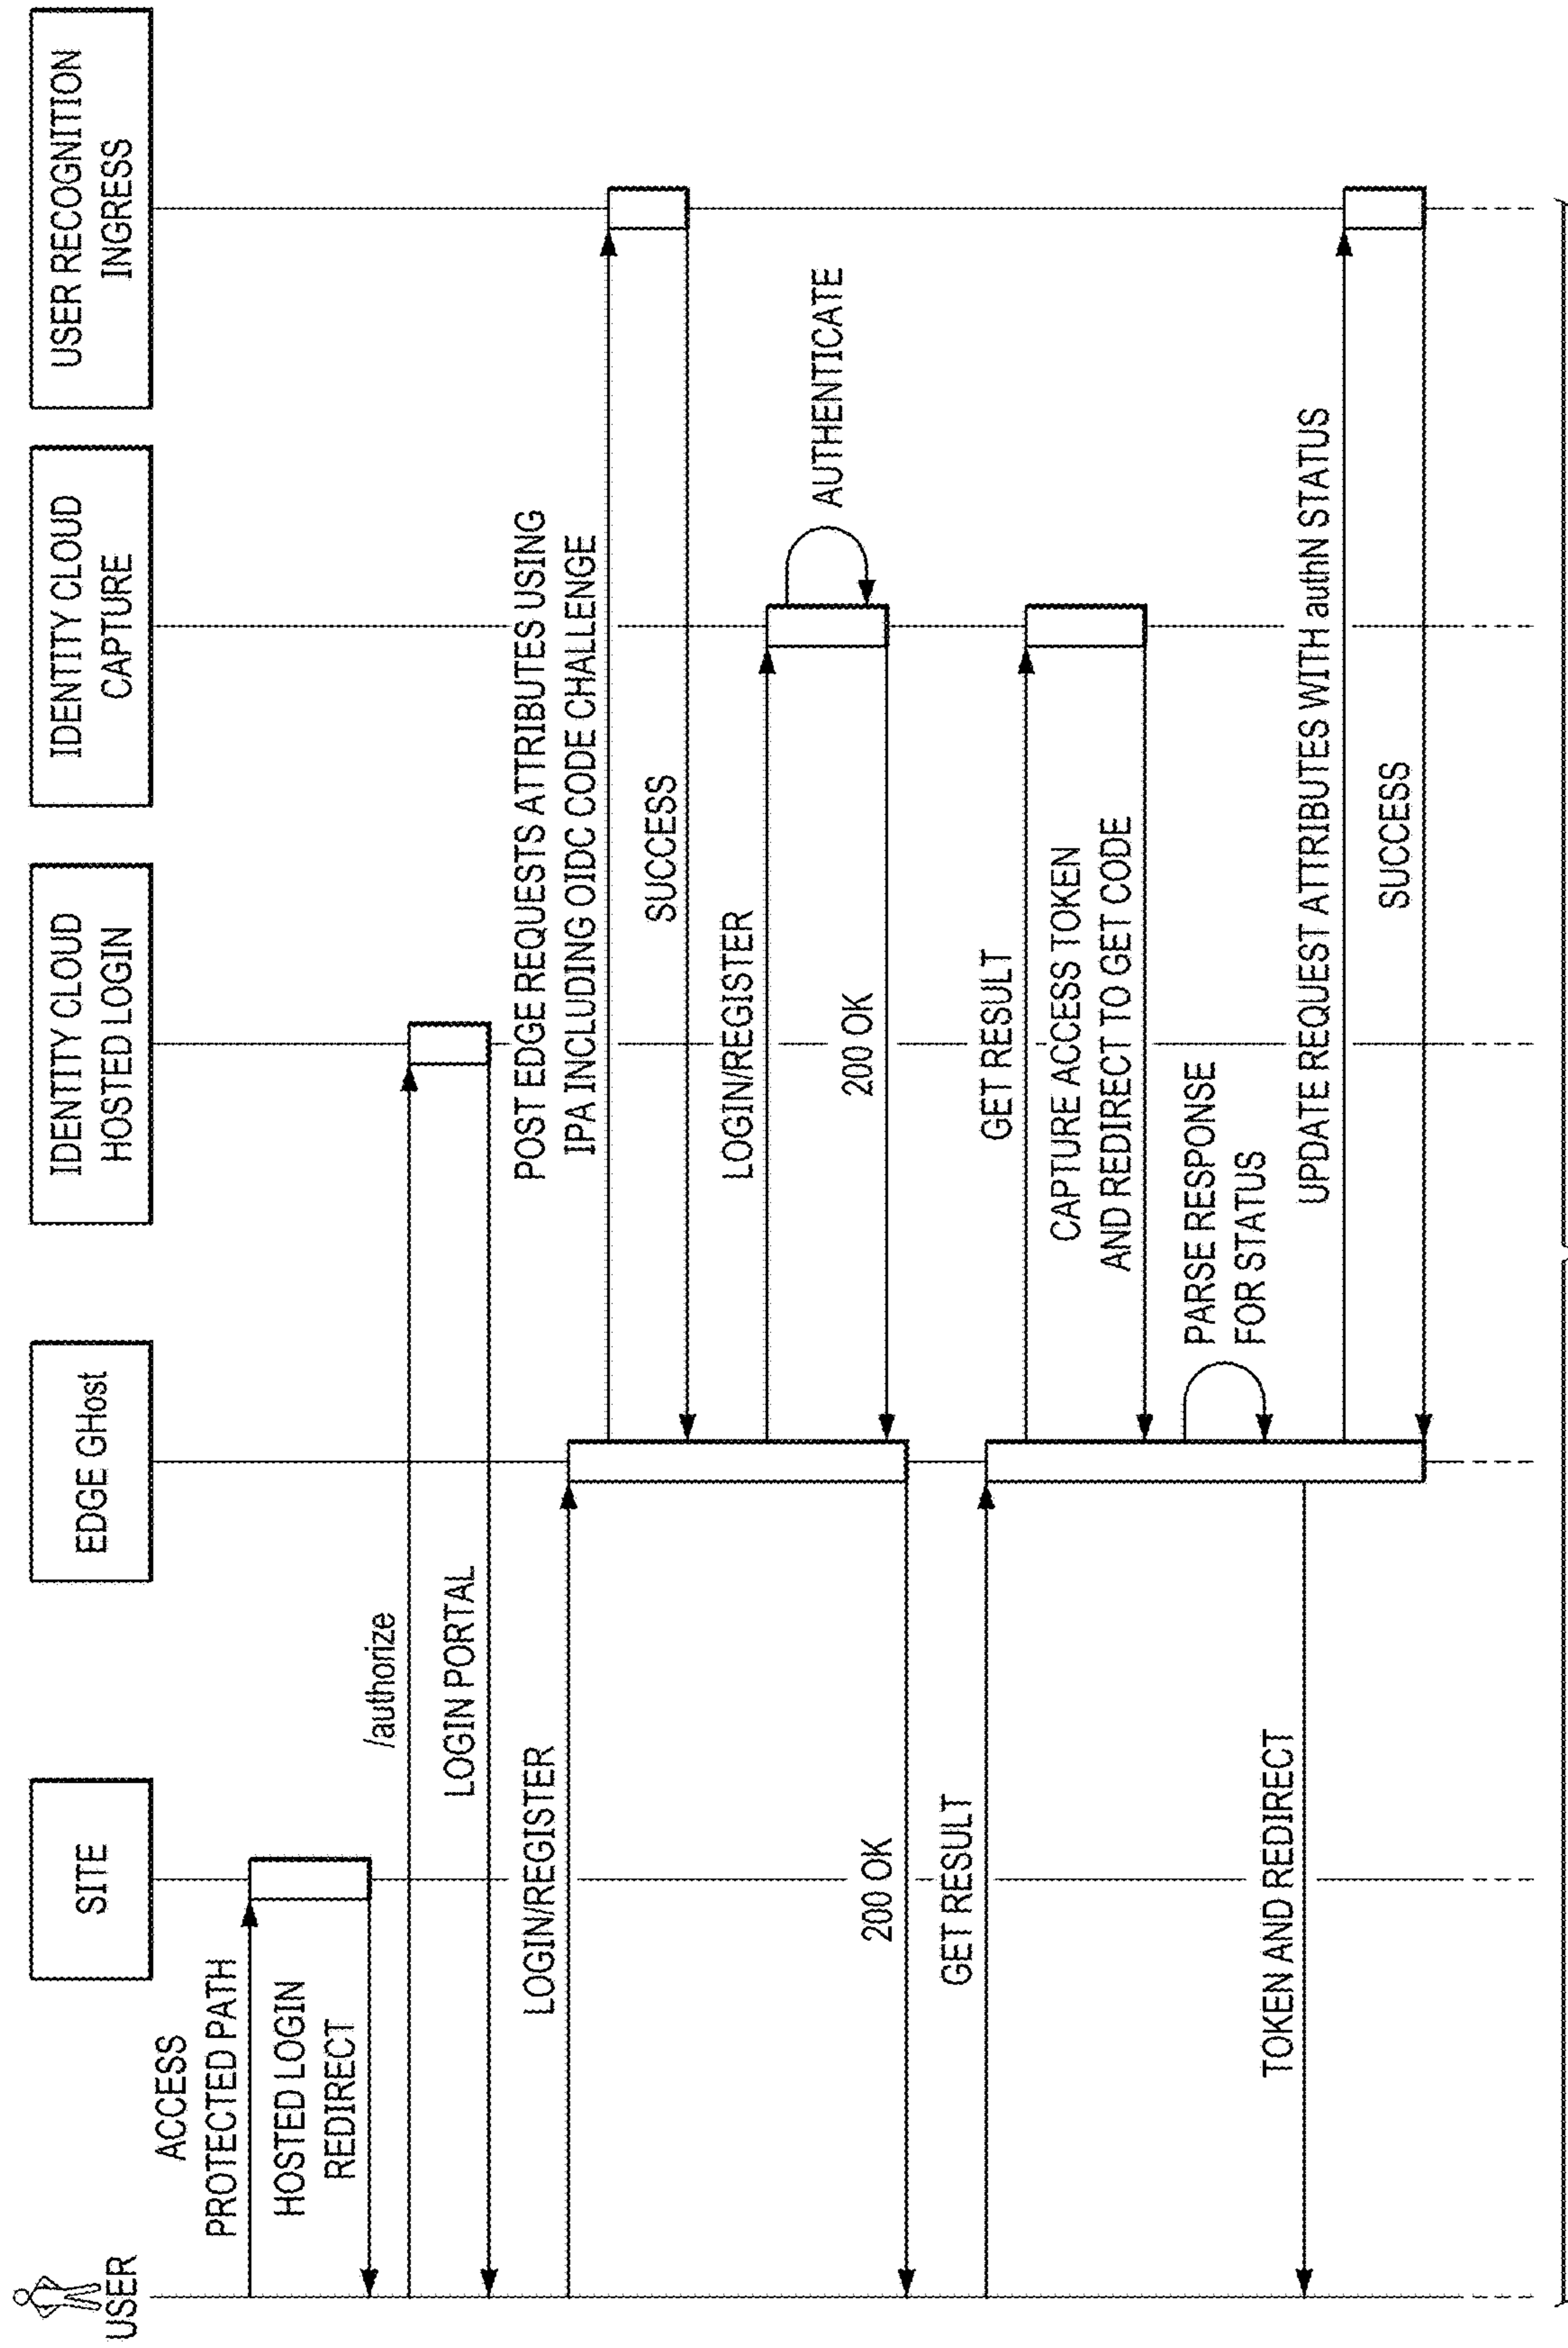 USER
SITE
EDGE GHost
IDENTITY CLOUD
HOSTED LOGIN
IDENTITY CLOUD
CAPTURE
USER RECOGNITION
INGRESS
ACCESS
PROTECTED PATH
HOSTED LOGIN
REDIRECT
/authorize
LOGIN PORTAL
LOGIN/REGISTER
POST EDGE REQUESTS ATTRIBUTES USING
IPA INCLUDING OIDC CODE CHALLENGE
SUCCESS
LOGIN/REGISTER
AUTHENTICATE
200 OK
200 OK
GET RESULT
GET RESULT
CAPTURE ACCESS TOKEN
AND REDIRECT TO GET CODE
PARSE RESPONSE
FOR STATUS
TOKEN AND REDIRECT
UPDATE REQUEST ATTRIBUTES WITH authN STATUS
SUCCESS